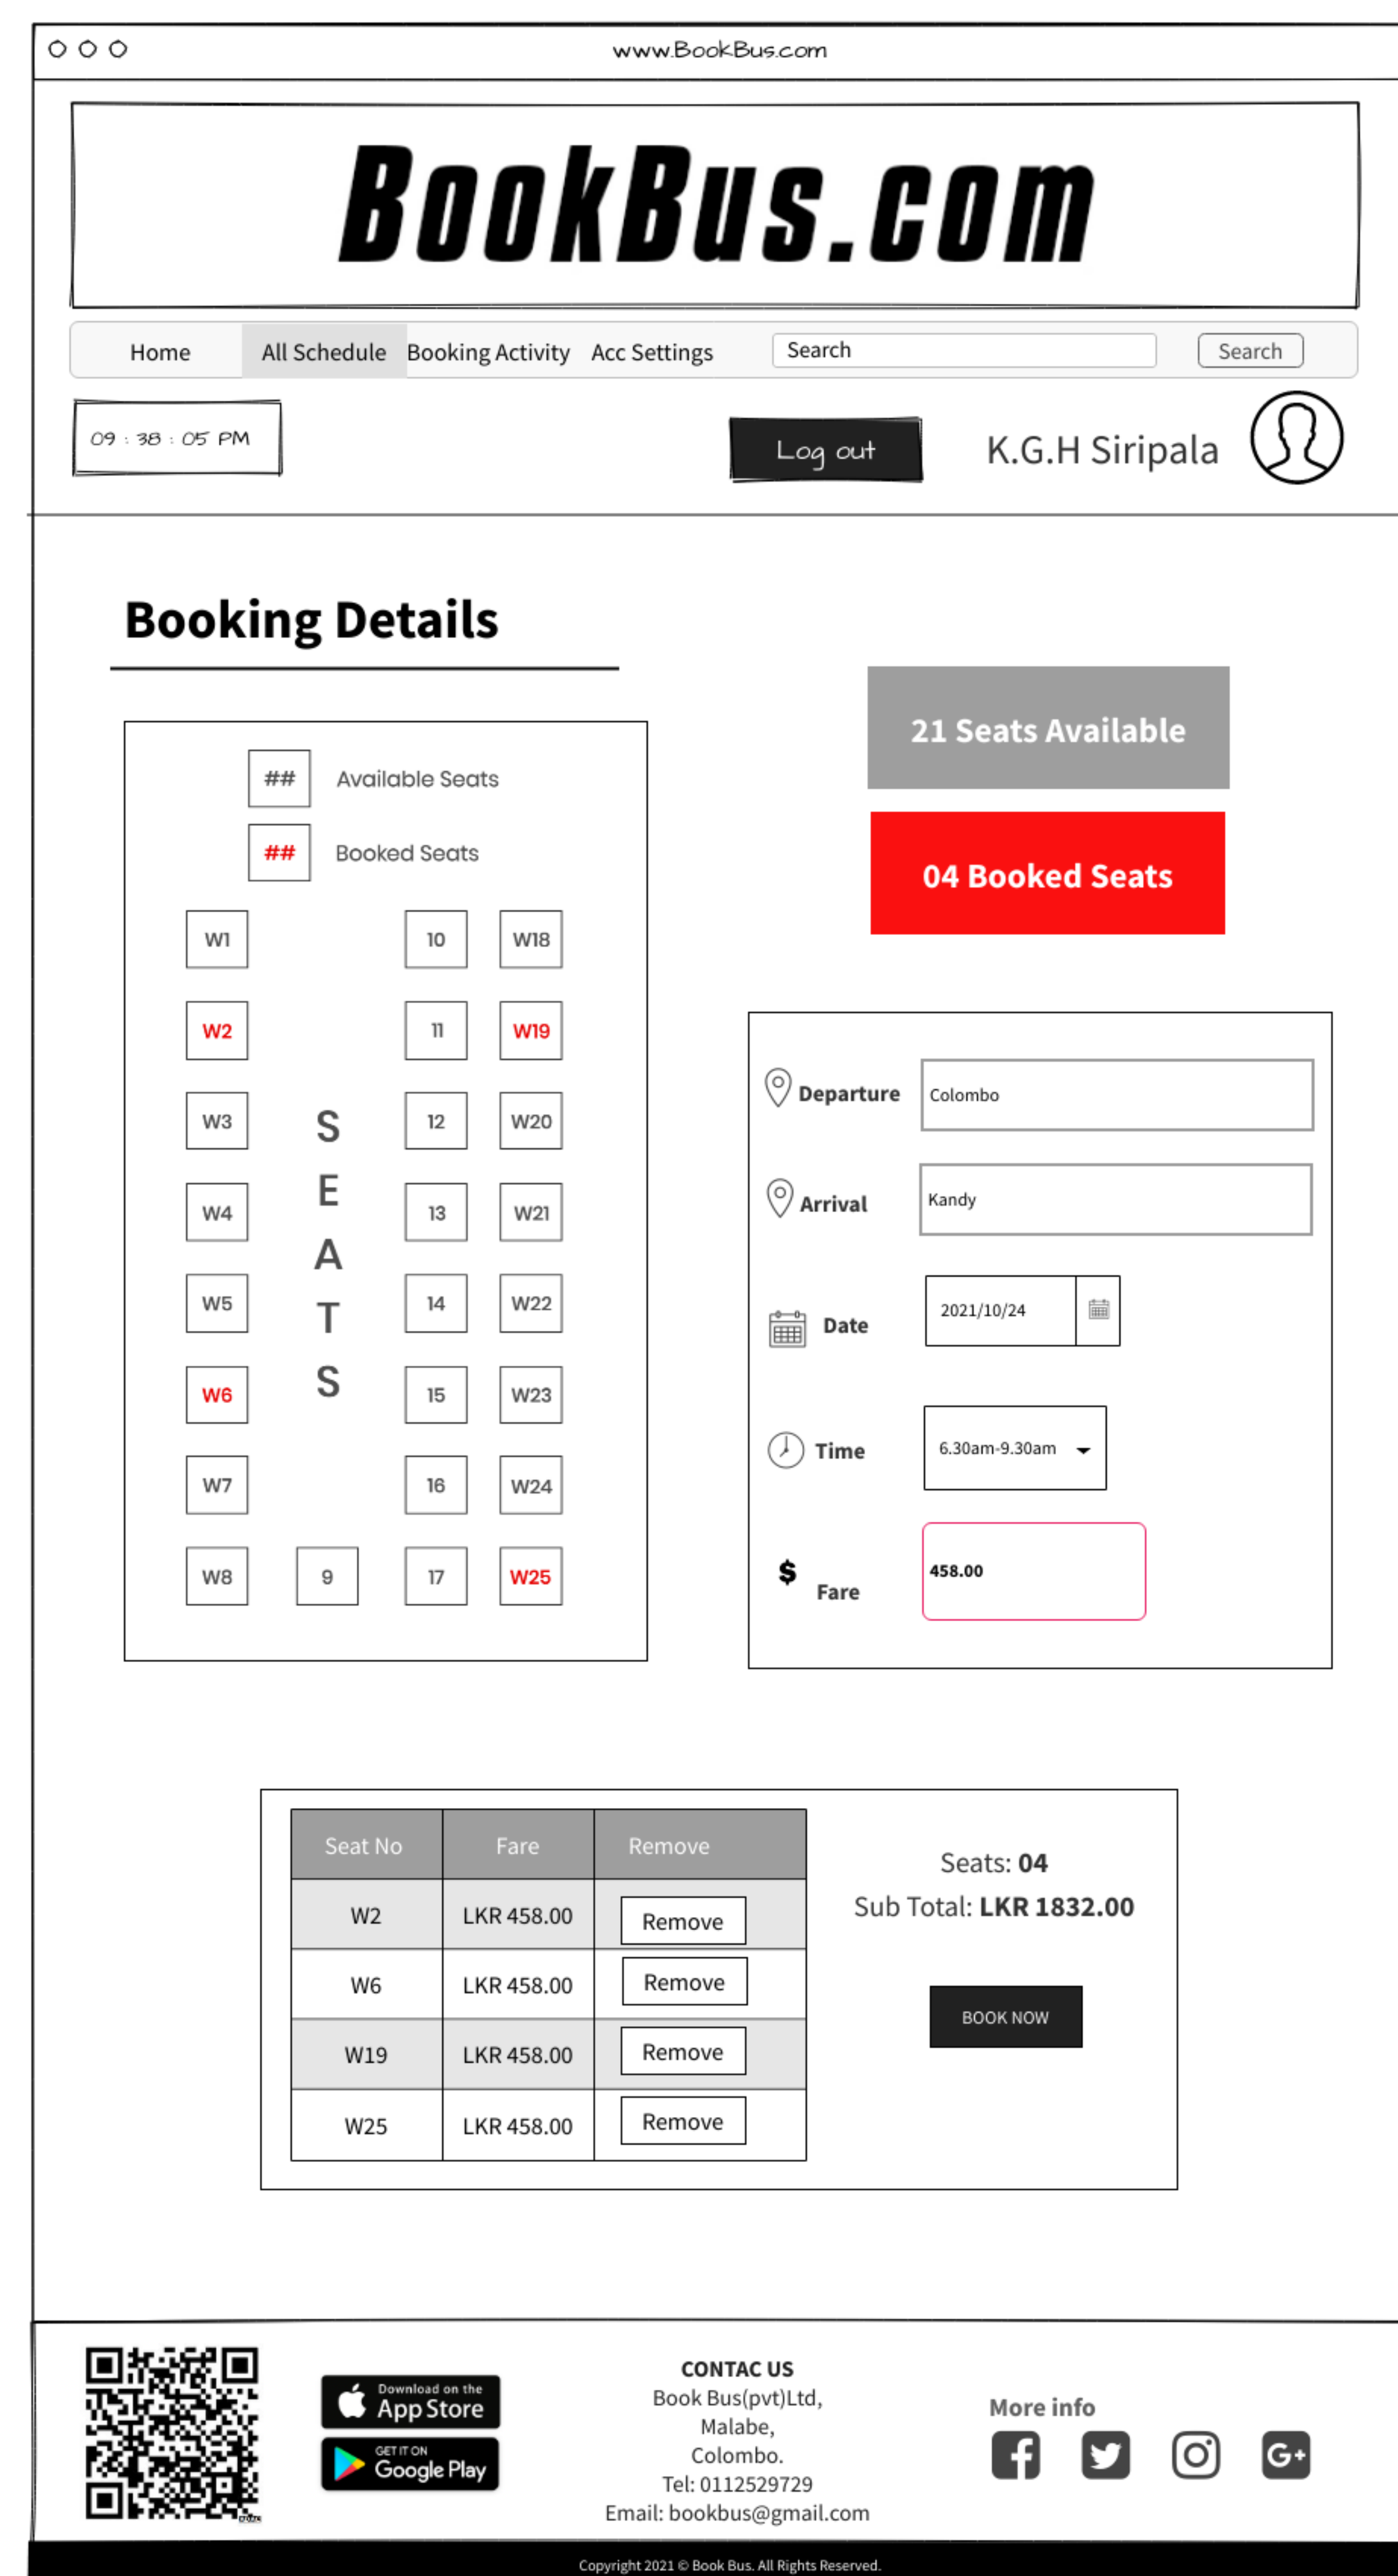 www.BookBus.com
BookBus.com
Home All Schedule Booking Activity Acc Settings Search Search
09 : 38 : 05 PM Log out K.G.H Siripala
Booking Details
21 Seats Available
## Available Seats
04 Booked Seats
## Booked Seats
W1 10 W18
W2 11 W19
W3 12 W20
W4 13 W21
W5 14 W22
W6 15 W23
W7 16 W24
W8 9 17 W25
S
E
A
T
S
Departure Colombo
Arrival Kandy
Date 2021/10/24
Time 6.30am-9.30am
$ Fare 458.00
Seat No Fare Remove
W2 LKR 458.00 Remove
W6 LKR 458.00 Remove
W19 LKR 458.00 Remove
W25 LKR 458.00 Remove
Seats: 04
Sub Total: LKR 1832.00
BOOK NOW
Download on the
App Store
GET IT ON
Google Play
CONTAC US
Book Bus(pvt)Ltd,
Malabe,
Colombo.
Tel: 0112529729
Email: bookbus@gmail.com
More info
G+
Copyright 2021 © Book Bus. All Rights Reserved.